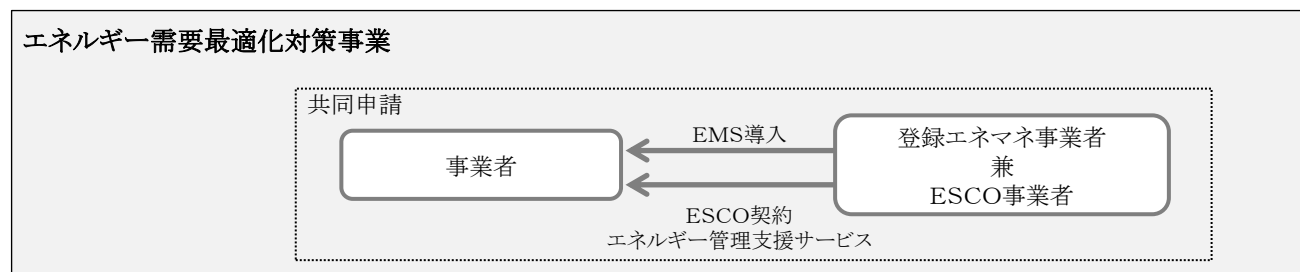 エネルギー需要最適化対策事業
共同申請
事業者
EMS導入
登録エネマネ事業者
兼
ESCO事業者
ESCO契約
エネルギー管理支援サービス